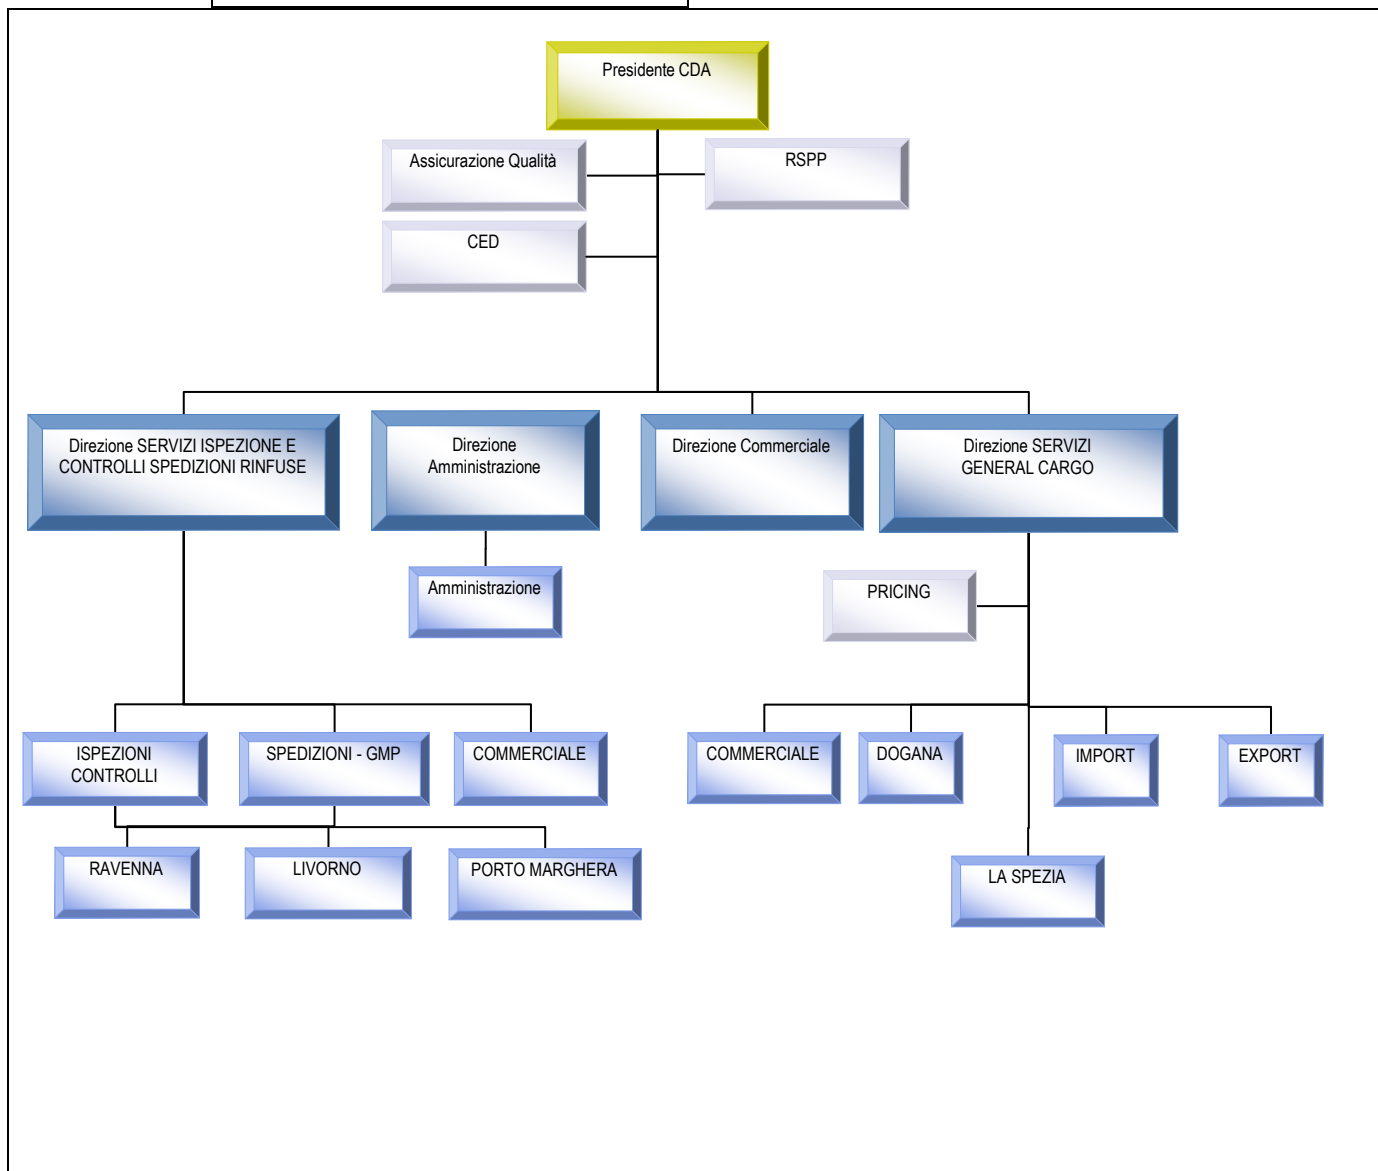 Presidente CDA
Assicurazione Qualità
RSPP
CED
Direzione SERVIZI ISPEZIONE E
CONTROLLI SPEDIZIONI RINFUSE
Direzione
Amministrazione
Direzione Commerciale
Direzione SERVIZI
GENERAL CARGO
Amministrazione
PRICING
ISPEZIONI
CONTROLLI
SPEDIZIONI - GMP
COMMERCIALE
COMMERCIALE
DOGANA
IMPORT
EXPORT
RAVENNA
LIVORNO
PORTO MARGHERA
LA SPEZIA